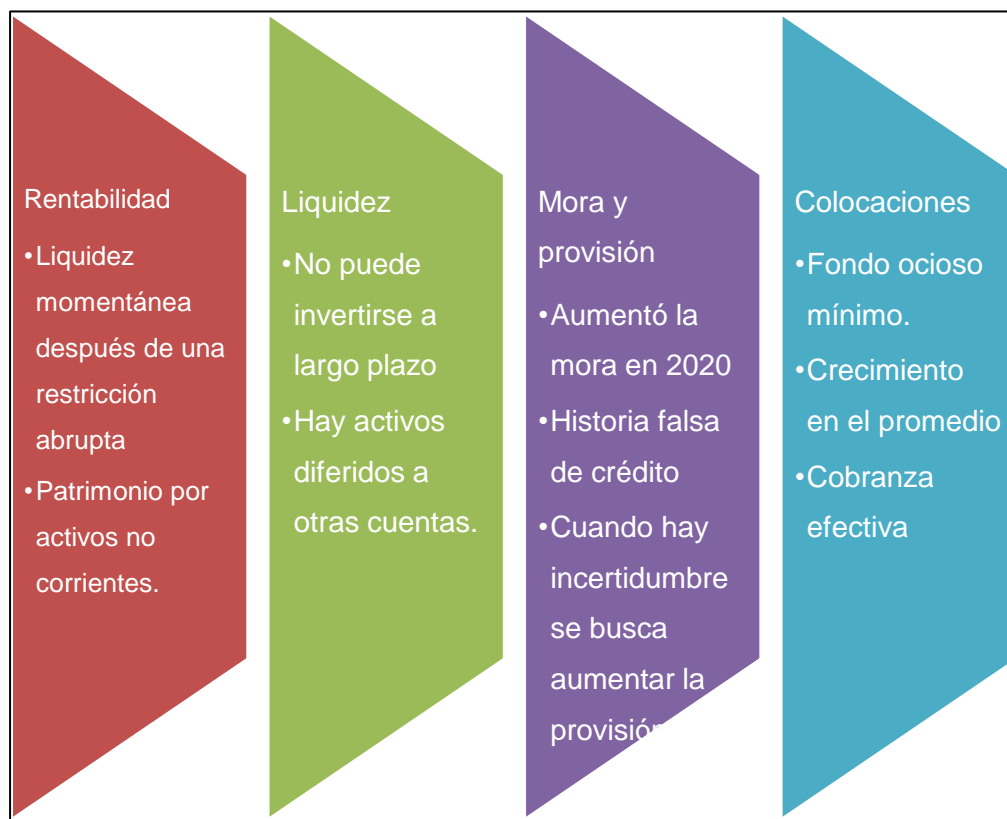 Rentabilidad
•Liquidez
momentánea
después de una
restricción
abrupta
•Patrimonio por
activos no
corrientes.
Liquidez
•No puede
invertirse a
largo plazo
•Hay activos
diferidos a
otras cuentas.
Mora y
provisión
•Aumentó la
mora en 2020
•Historia falsa
de crédito
•Cuando hay
incertidumbre
se busca
aumentar la
provisión
Colocaciones
•Fondo ocioso
mínimo.
•Crecimiento
en el promedio
•Cobranza
efectiva